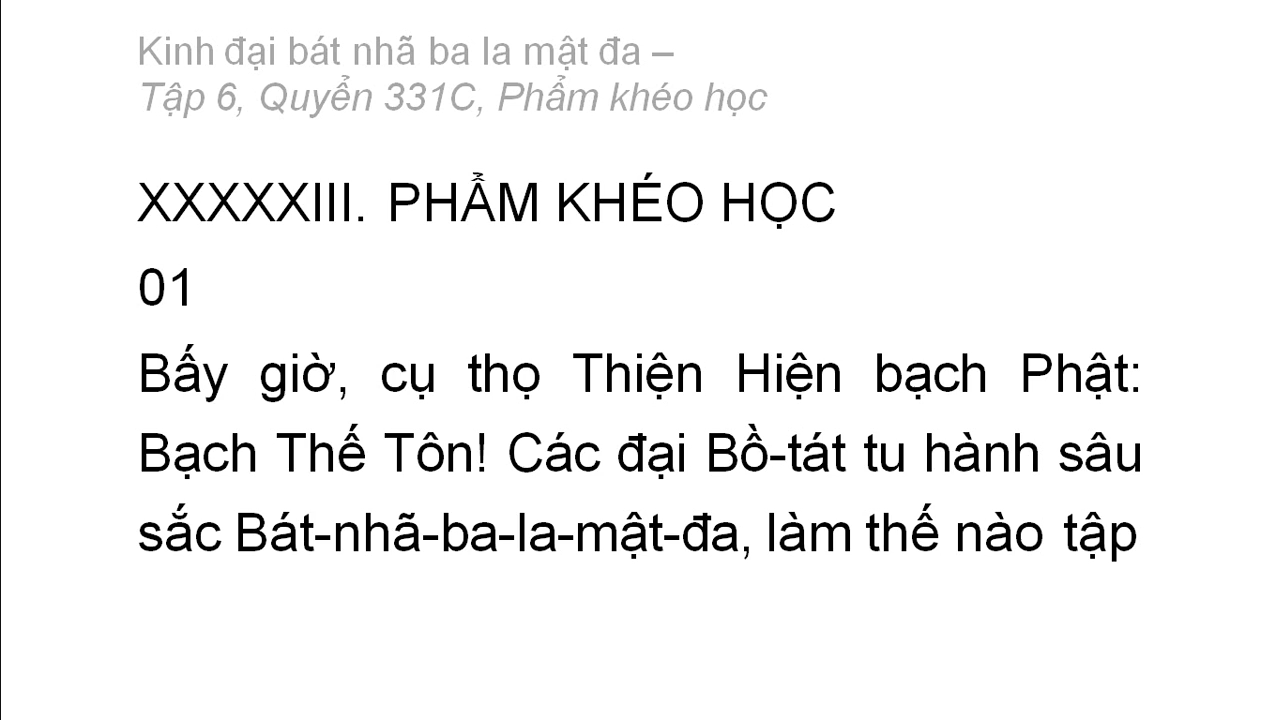 Kinh đại bát nhã ba la mật đa –
Tập 6, Quyển 331C, Phẩm khéo học
XXXXXIII. PHẨM KHÉO HỌC
01
Bấy giờ, cụ thọ Thiện Hiện bạch Phật:
Bạch Thế Tôn! Các đại Bồ-tát tu hành sâu
sắc Bát-nhã-ba-la-mật-đa, làm thế nào tập